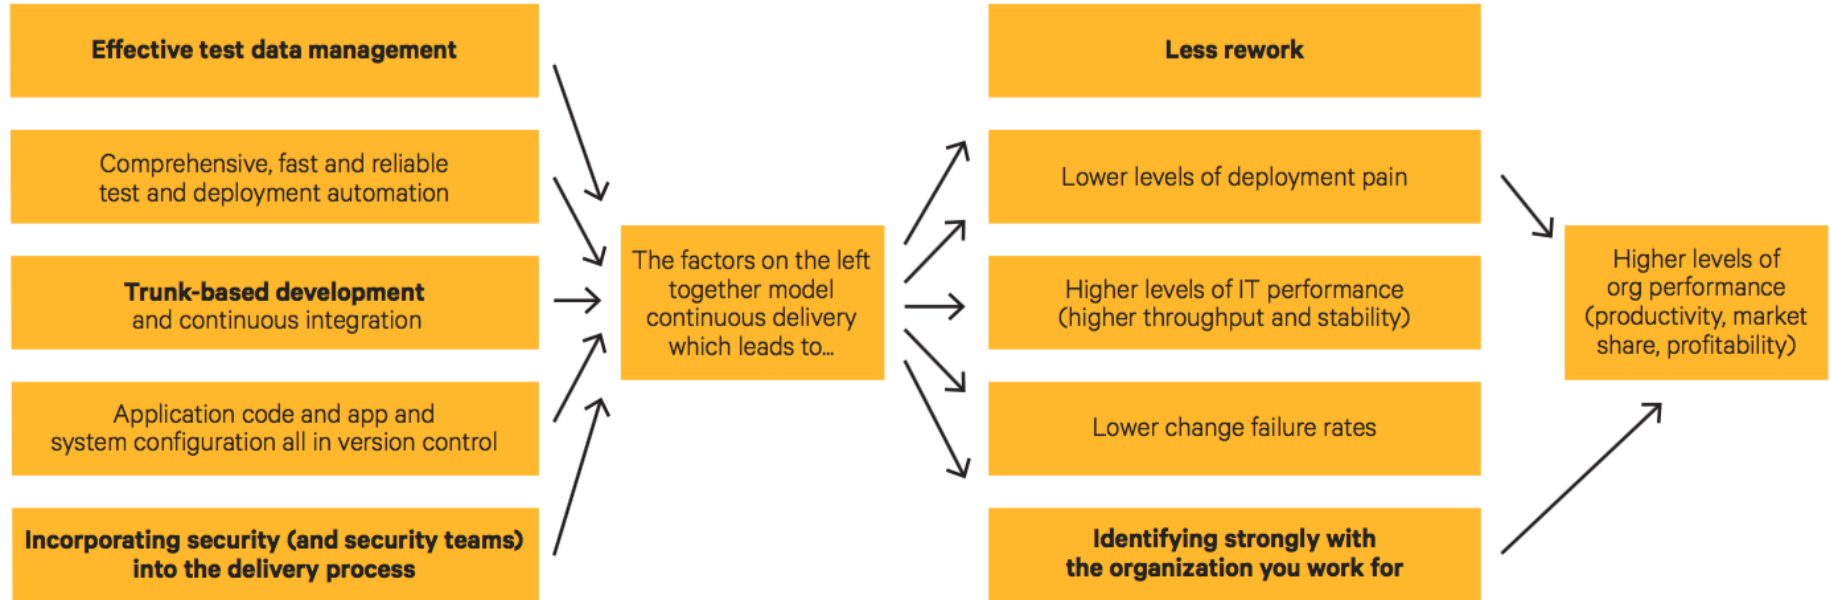 Effective test data management
Comprehensive, fast and reliable
test and deployment automation
Trunk-based development
and continuous integration
Application code and app and
system configuration all in version control
Incorporating security (and security teams)
into the delivery process
The factors on the left
together model
continuous delivery
which leads to...
Less rework
Lower levels of deployment pain
Higher levels of IT performance
(higher throughput and stability)
Lower change failure rates
Identifying strongly with
the organization you work for
Higher levels of
org performance
(productivity, market
share, profitability)